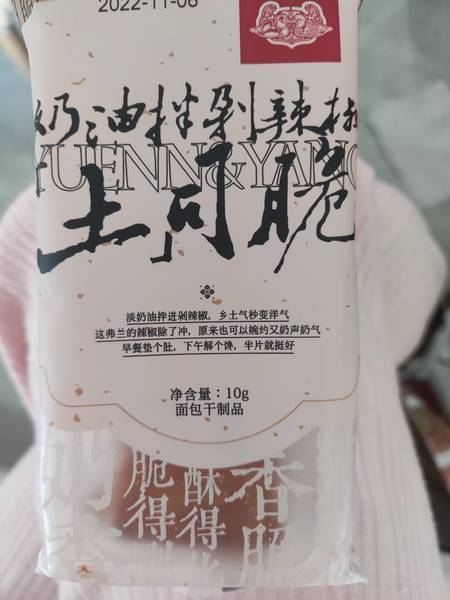 2022-11-08
奶油拌剁辣椒
YUENN&YANG
土司脆
淡奶油拌进剁辣椒，乡土气秒变洋气
这弗兰的辣椒除了冲，原来也可以婉约又奶声奶气
早餐垫个肚，下午解个馋，半片就挺好
净含量：10g
面包干制品
香脆
酥得
脆得
奶香